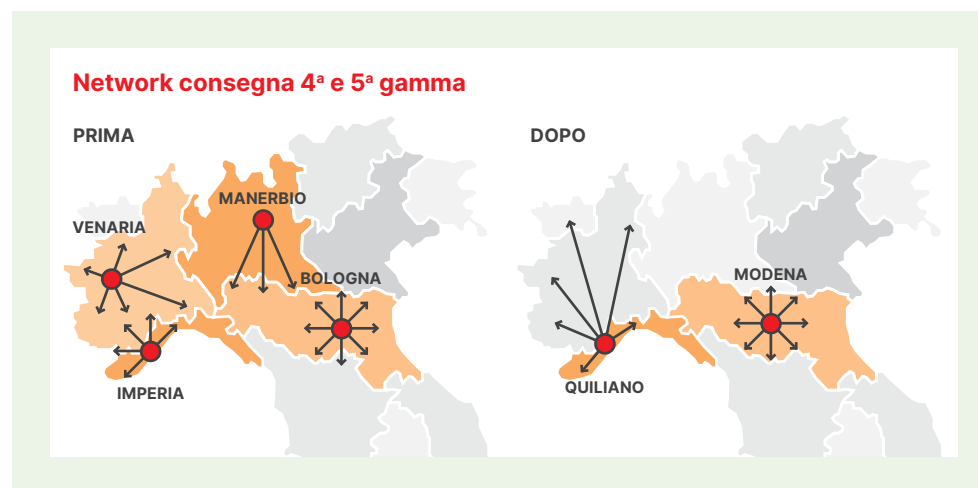 Network consegna 4ª e 5ª gamma
PRIMA
MANERBIO
VENARIA
BOLOGNA
IMPERIA
DOPO
MODENA
QUILIANO